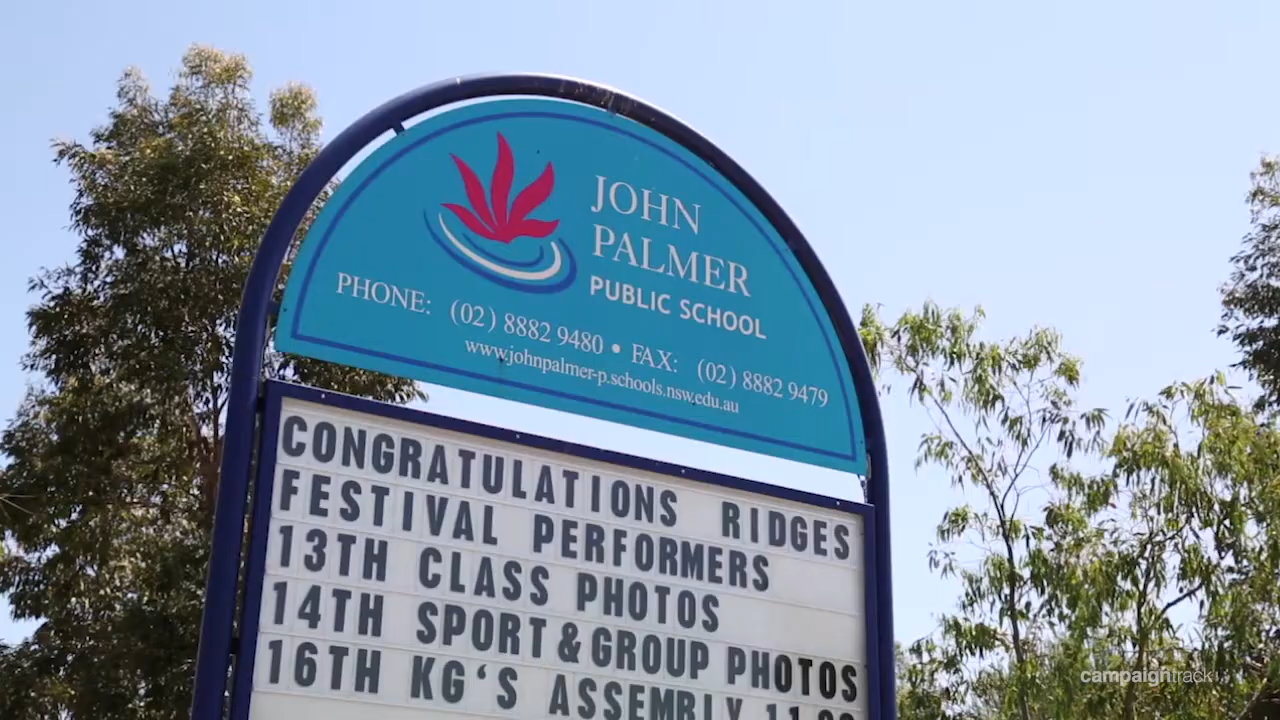 JOHN
PALMER
PUBLIC SCHOOL
PHONE: (02) 8882 9480 • FAX: (02) 8882 9479
www.johnpalmer-p.schools.nsw.edu.au
CONGRATULATIONS RIDGES
FESTIVAL PERFORMERS
13TH CLASS PHOTOS
14TH SPORT & GROUP PHOTOS
16TH KG'S ASSEMBLY
campaigntrack